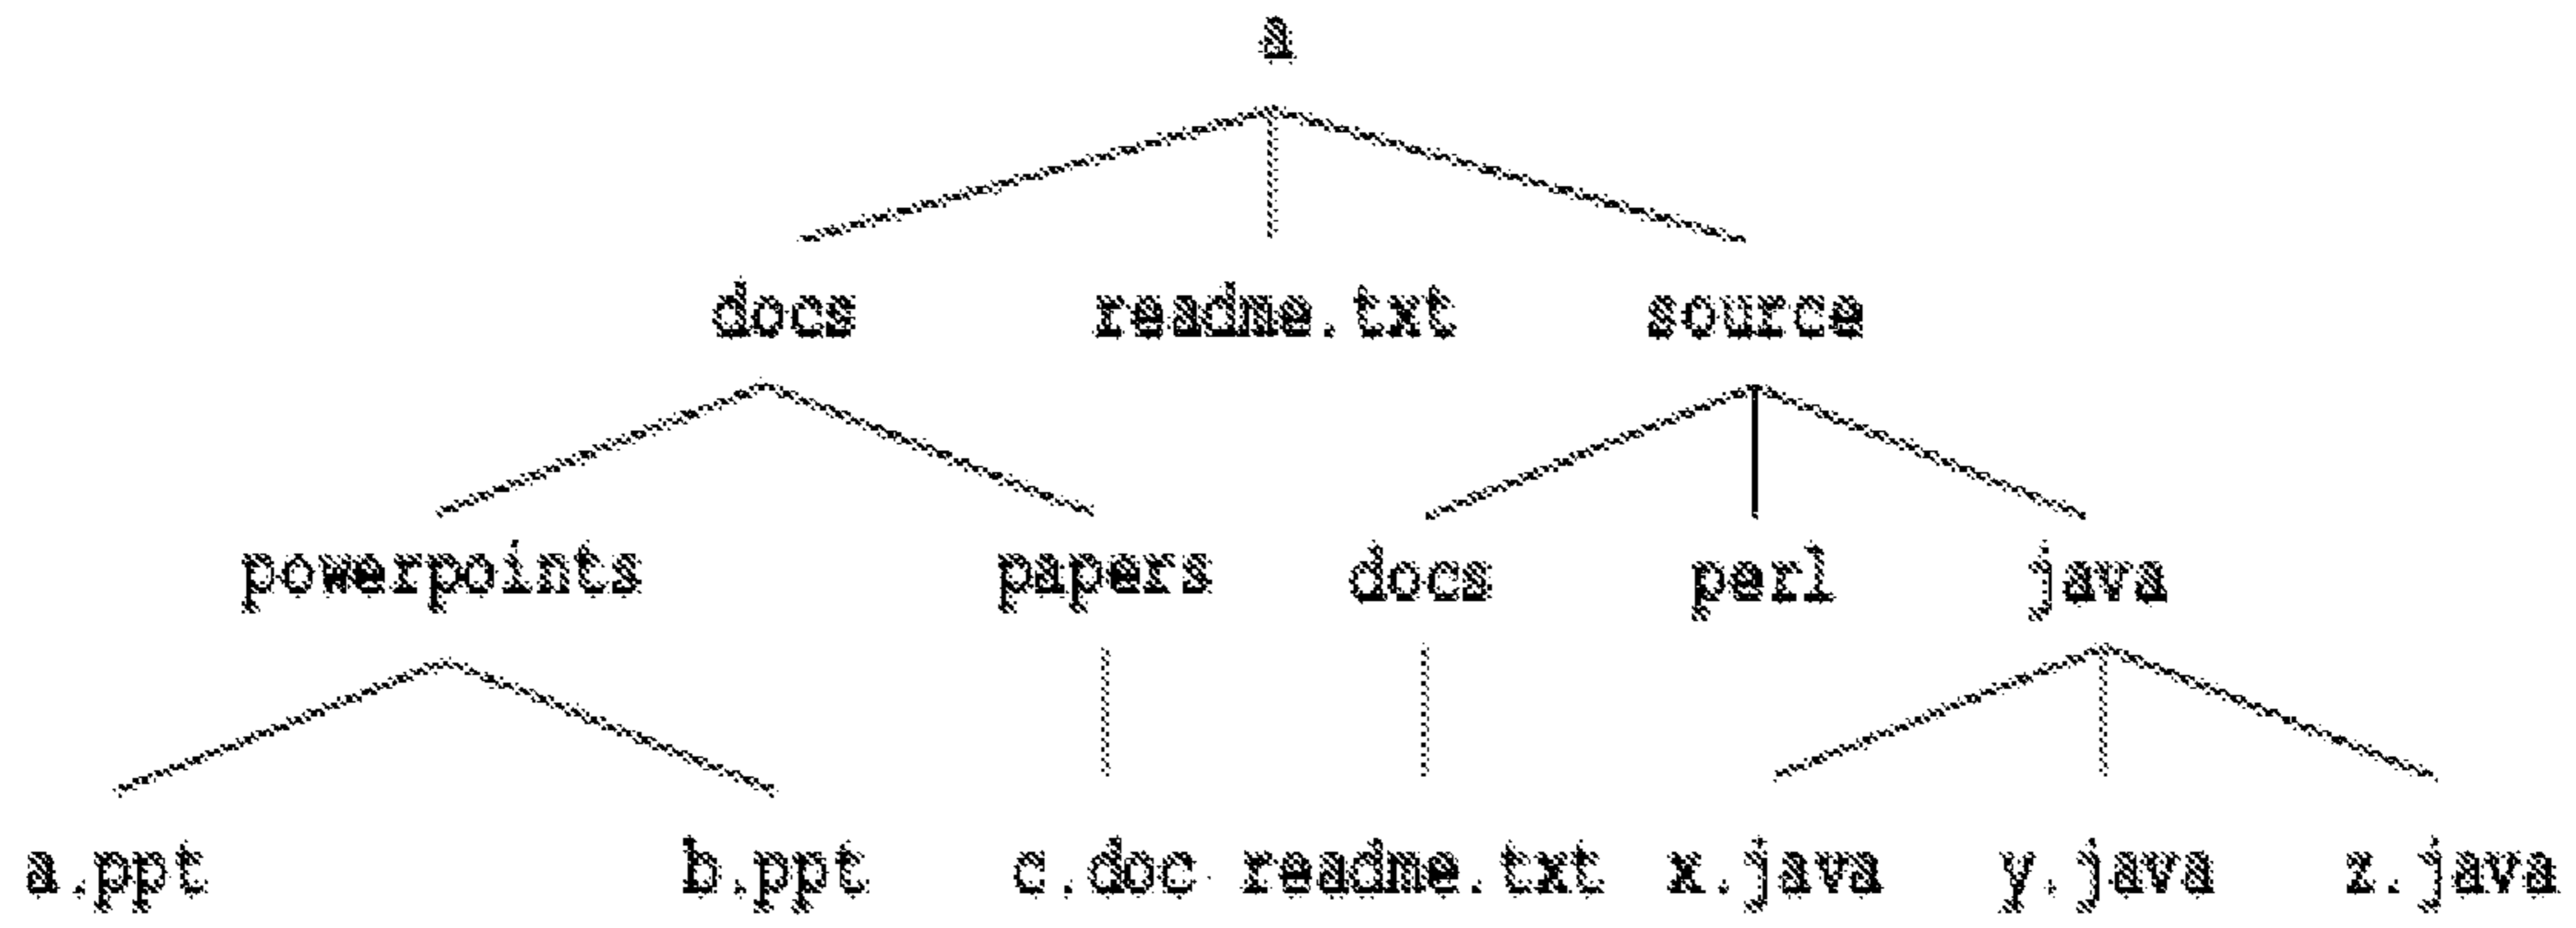 a
docs readme.txt source
powerpoints papers docs perl java
a.ppt b.ppt c.doc readme.txt x.java y.java z.java